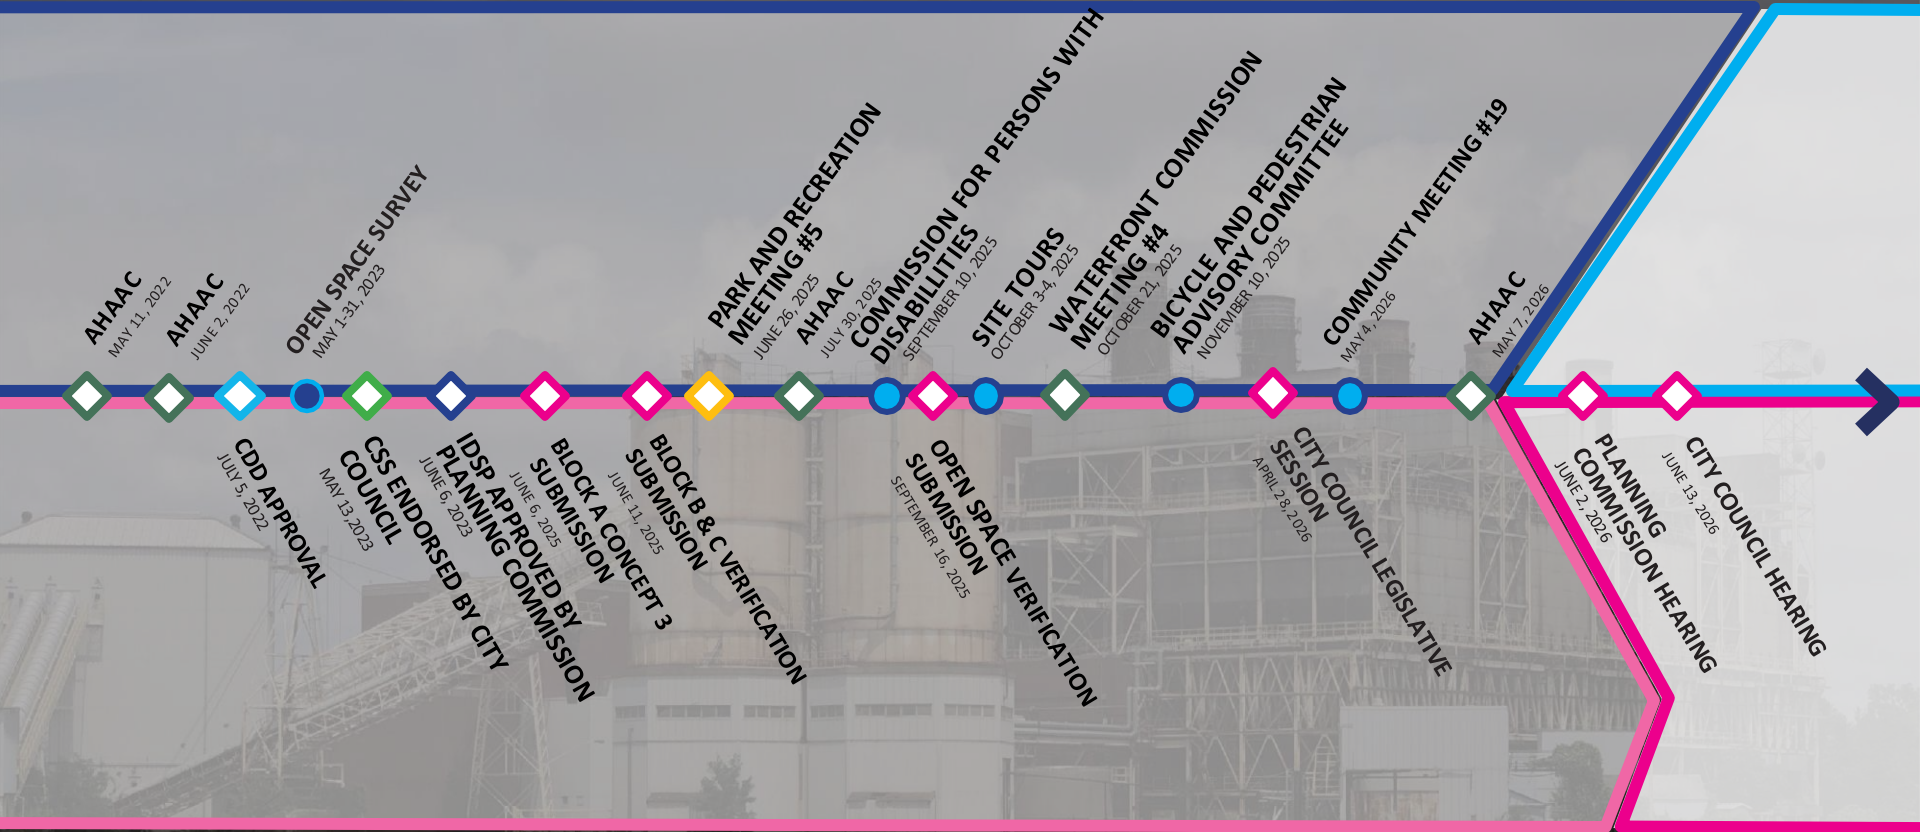 AHAAC
MAY 11, 2022
AHAAC
JUNE 2, 2022
OPEN SPACE SURVEY
MAY 1-31, 2023
PARK AND RECREATION
MEETING #5
JUNE 26, 2025
AHAAC
JULY 30, 2025
COMMISSION FOR PERSONS WITH
DISABILITIES
SEPTEMBER 10, 2025
SITE TOURS
OCTOBER 3-4, 2025
WATERFRONT COMMISSION
MEETING #4
OCTOBER 21, 2025
BICYCLE AND PEDESTRIAN
ADVISORY COMMITTEE
NOVEMBER 10, 2025
COMMUNITY MEETING #19
MAY 4, 2026
AHAAC
MAY 7, 2026
CDD APPROVAL
JULY 5, 2022
CSS ENDORSED BY CITY
COUNCIL
MAY 13,2023
IDSP APPROVED BY
PLANNING COMMISSION
JUNE 6, 2023
BLOCK A CONCEPT 3
SUBMISSION
JUNE 6, 2025
BLOCK B & C VERIFICATION
SUBMISSION
JUNE 11, 2025
OPEN SPACE VERIFICATION
SUBMISSION
SEPTEMBER 16, 2025
CITY COUNCIL LEGISLATIVE
SESSION
APRIL 28, 2026
PLANNING
COMMISSION HEARING
JUNE 2, 2026
CITY COUNCIL HEARING
JUNE 13, 2026